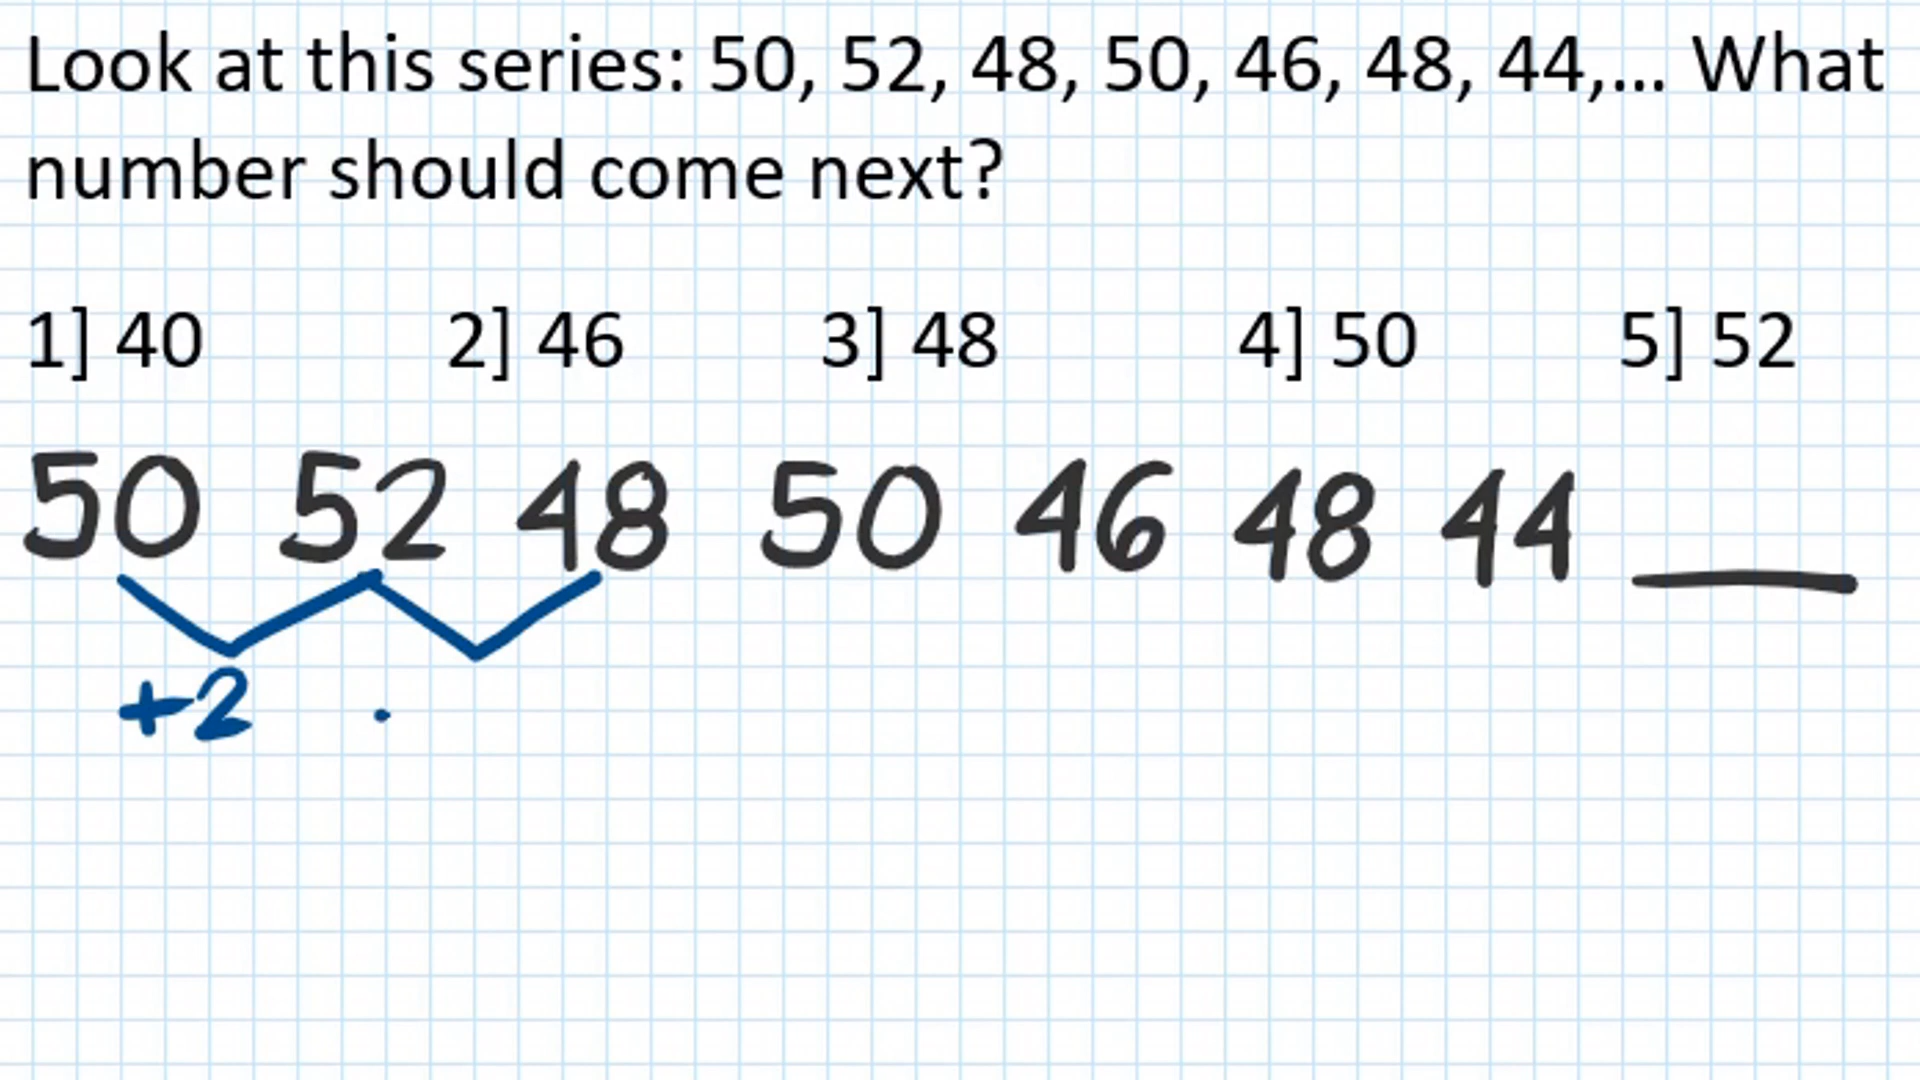 Look at this series: 50, 52, 48, 50, 46, 48, 44,... What
number should come next?
1] 40 2] 46 3] 48 4] 50 5] 52
50 52 48 50 46 48 44 __
+2 .